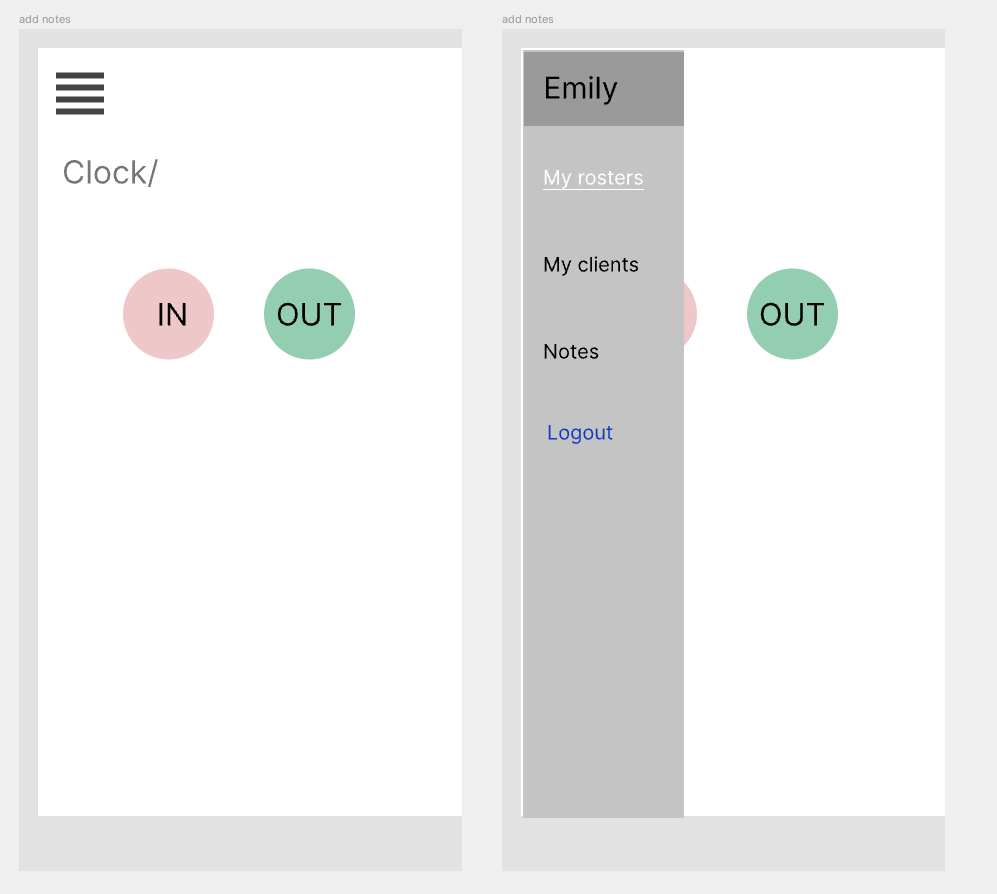 add notes
Clock/
IN
OUT
add notes
Emily
My rosters
My clients
Notes
Logout
OUT